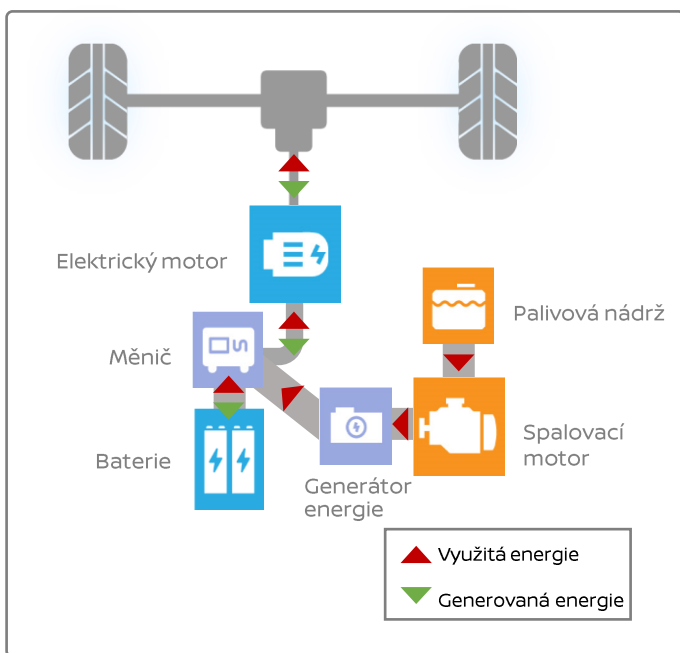 Elektrický motor
Palivová nádrž
Měnič
Baterie
Spalovací
motor
Generátor
energie
Využitá energie
Generovaná energie